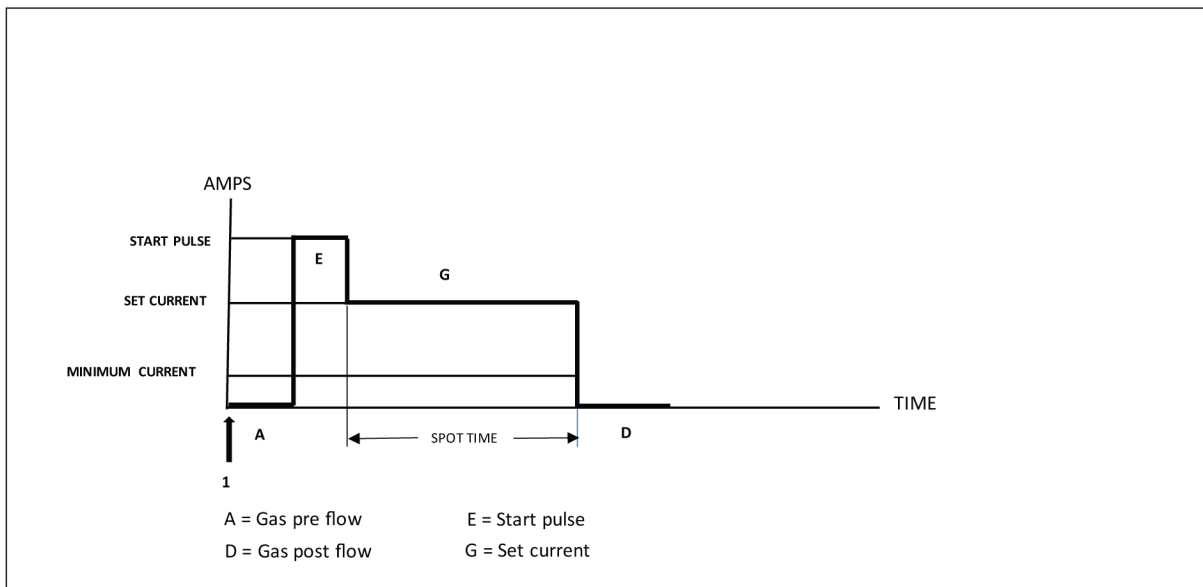 AMPS
START PULSE
E
G
SET CURRENT
MINIMUM CURRENT
TIME
A
SPOT TIME
D
1
A = Gas pre flow
E = Start pulse
D = Gas post flow
G = Set current